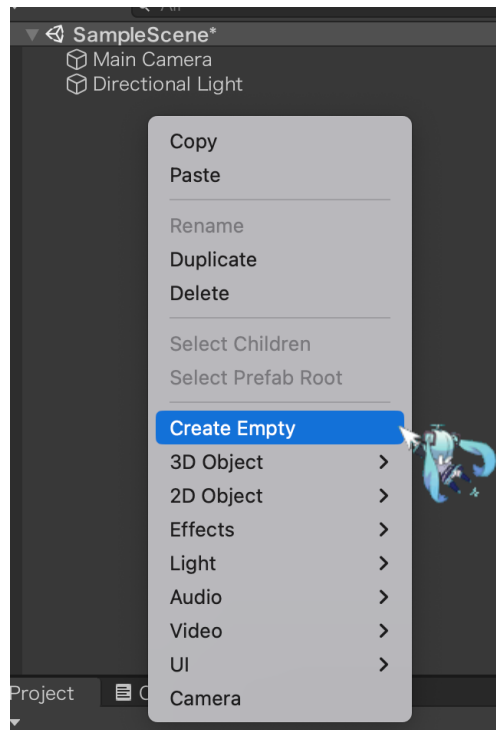 SampleScene*
Main Camera
Directional Light
Copy
Paste
Rename
Duplicate
Delete
Select Children
Select Prefab Root
Create Empty
3D Object
2D Object
Effects
Light
Audio
Video
UI
Camera
Project